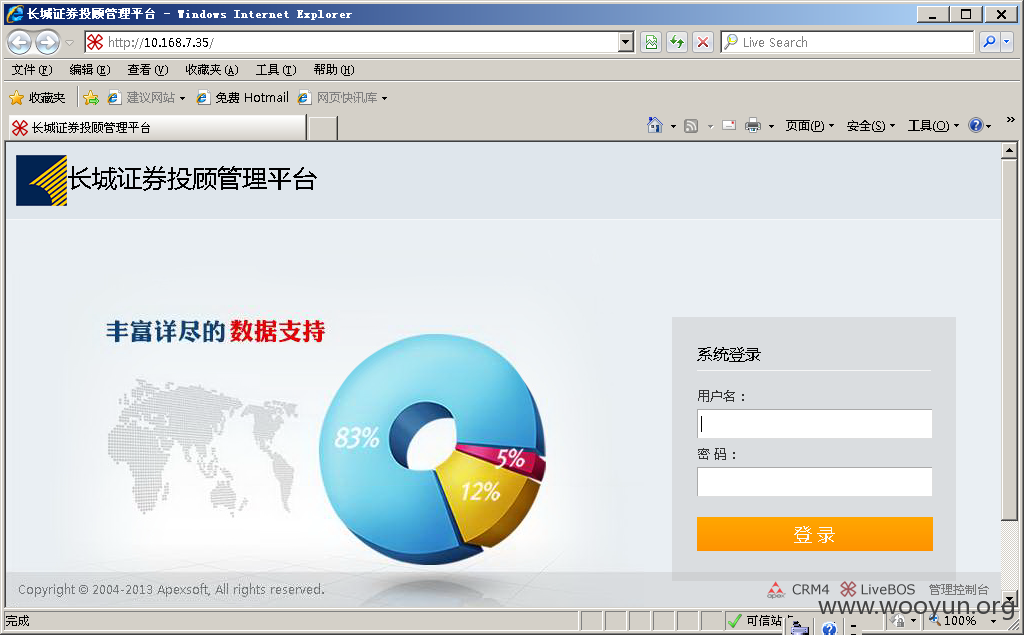 长城证券投顾管理平台 - Windows Internet Explorer
http://10.168.7.35/
Live Search
文件(F) 编辑(E) 查看(V) 收藏夹(A) 工具(T) 帮助(H)
收藏夹 建议网站 免费 Hotmail 网页快讯库
长城证券投顾管理平台 页面(P) 安全(S) 工具(O) »
长城证券投顾管理平台
丰富详尽的 数据支持
83%
5%
12%
系统登录
用户名：
密 码：
登 录
Copyright © 2004-2013 Apexsoft, All rights reserved.
apex CRM4 LiveBOS 管理控制台
www.wooyun.org
完成 可信站 100%